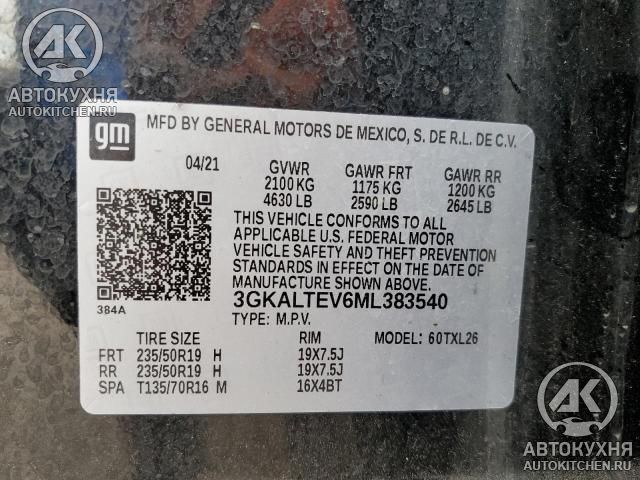 АВТОКУХНЯ
AUTOKITCHEN.RU
gm MFD BY GENERAL MOTORS DE MEXICO, S. DE R.L. DE C.V.
04/21 GVWR GAWR FRT GAWR RR
2100 KG 1175 KG 1200 KG
4630 LB 2590 LB 2645 LB
THIS VEHICLE CONFORMS TO ALL
APPLICABLE U.S. FEDERAL MOTOR
VEHICLE SAFETY AND THEFT PREVENTION
STANDARDS IN EFFECT ON THE DATE OF
MANUFACTURE SHOWN ABOVE.
3GKALTEV6ML383540
384A TYPE: M.P.V.
TIRE SIZE RIM MODEL: 60TXL26
FRT 235/50R19 H 19X7.5J
RR 235/50R19 H 19X7.5J
SPA T135/70R16 M 16X4BT
АВТОКУХНЯ
AUTOKITCHEN.RU